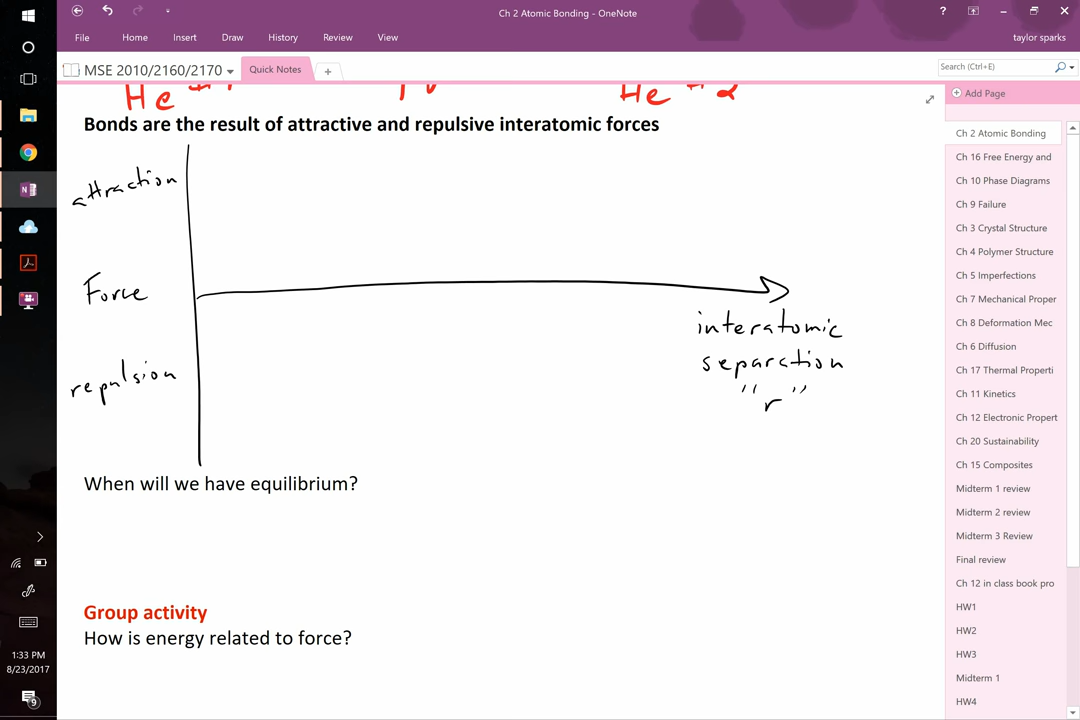 Ch 2 Atomic Bonding - OneNote
File Home Insert Draw History Review View
taylor sparks
MSE 2010/2160/2170
Quick Notes
Search (Ctrl+E)
He
He
Bonds are the result of attractive and repulsive interatomic forces
attraction
Force
repulsion
interatomic
separation
"r"
When will we have equilibrium?
Group activity
How is energy related to force?
Add Page
Ch 2 Atomic Bonding
Ch 16 Free Energy and
Ch 10 Phase Diagrams
Ch 9 Failure
Ch 3 Crystal Structure
Ch 4 Polymer Structure
Ch 5 Imperfections
Ch 7 Mechanical Proper
Ch 8 Deformation Mec
Ch 6 Diffusion
Ch 17 Thermal Properti
Ch 11 Kinetics
Ch 12 Electronic Propert
Ch 20 Sustainability
Ch 15 Composites
Midterm 1 review
Midterm 2 review
Midterm 3 Review
Final review
Ch 12 in class book pro
HW1
HW2
HW3
Midterm 1
HW4
1:33 PM
8/23/2017
9